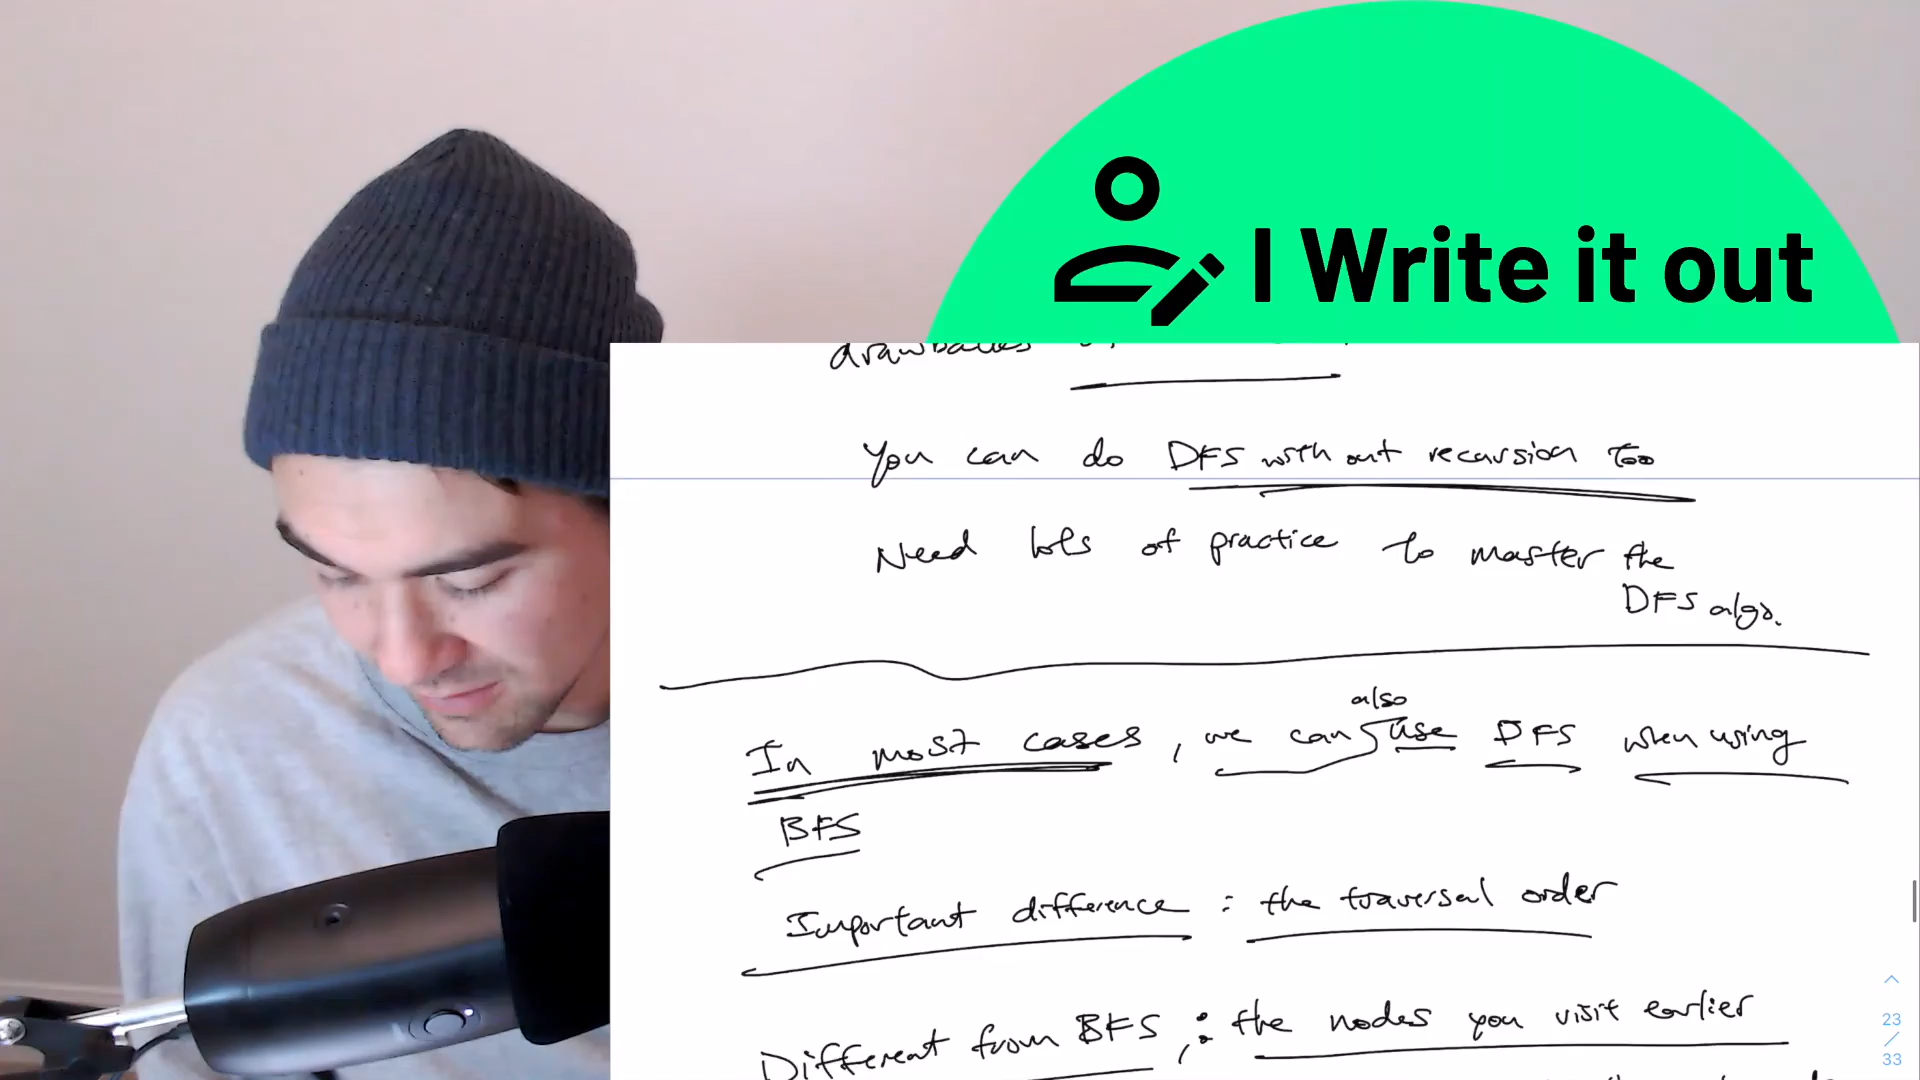 I Write it out
drawbacks
You can do DFS without recursion too
Need lots of practice to master the
DFS algo.
also
In most cases, we can use DFS when using
BFS
Important difference : the traversal order
Different from BFS, : the nodes you visit earlier
23
/
33